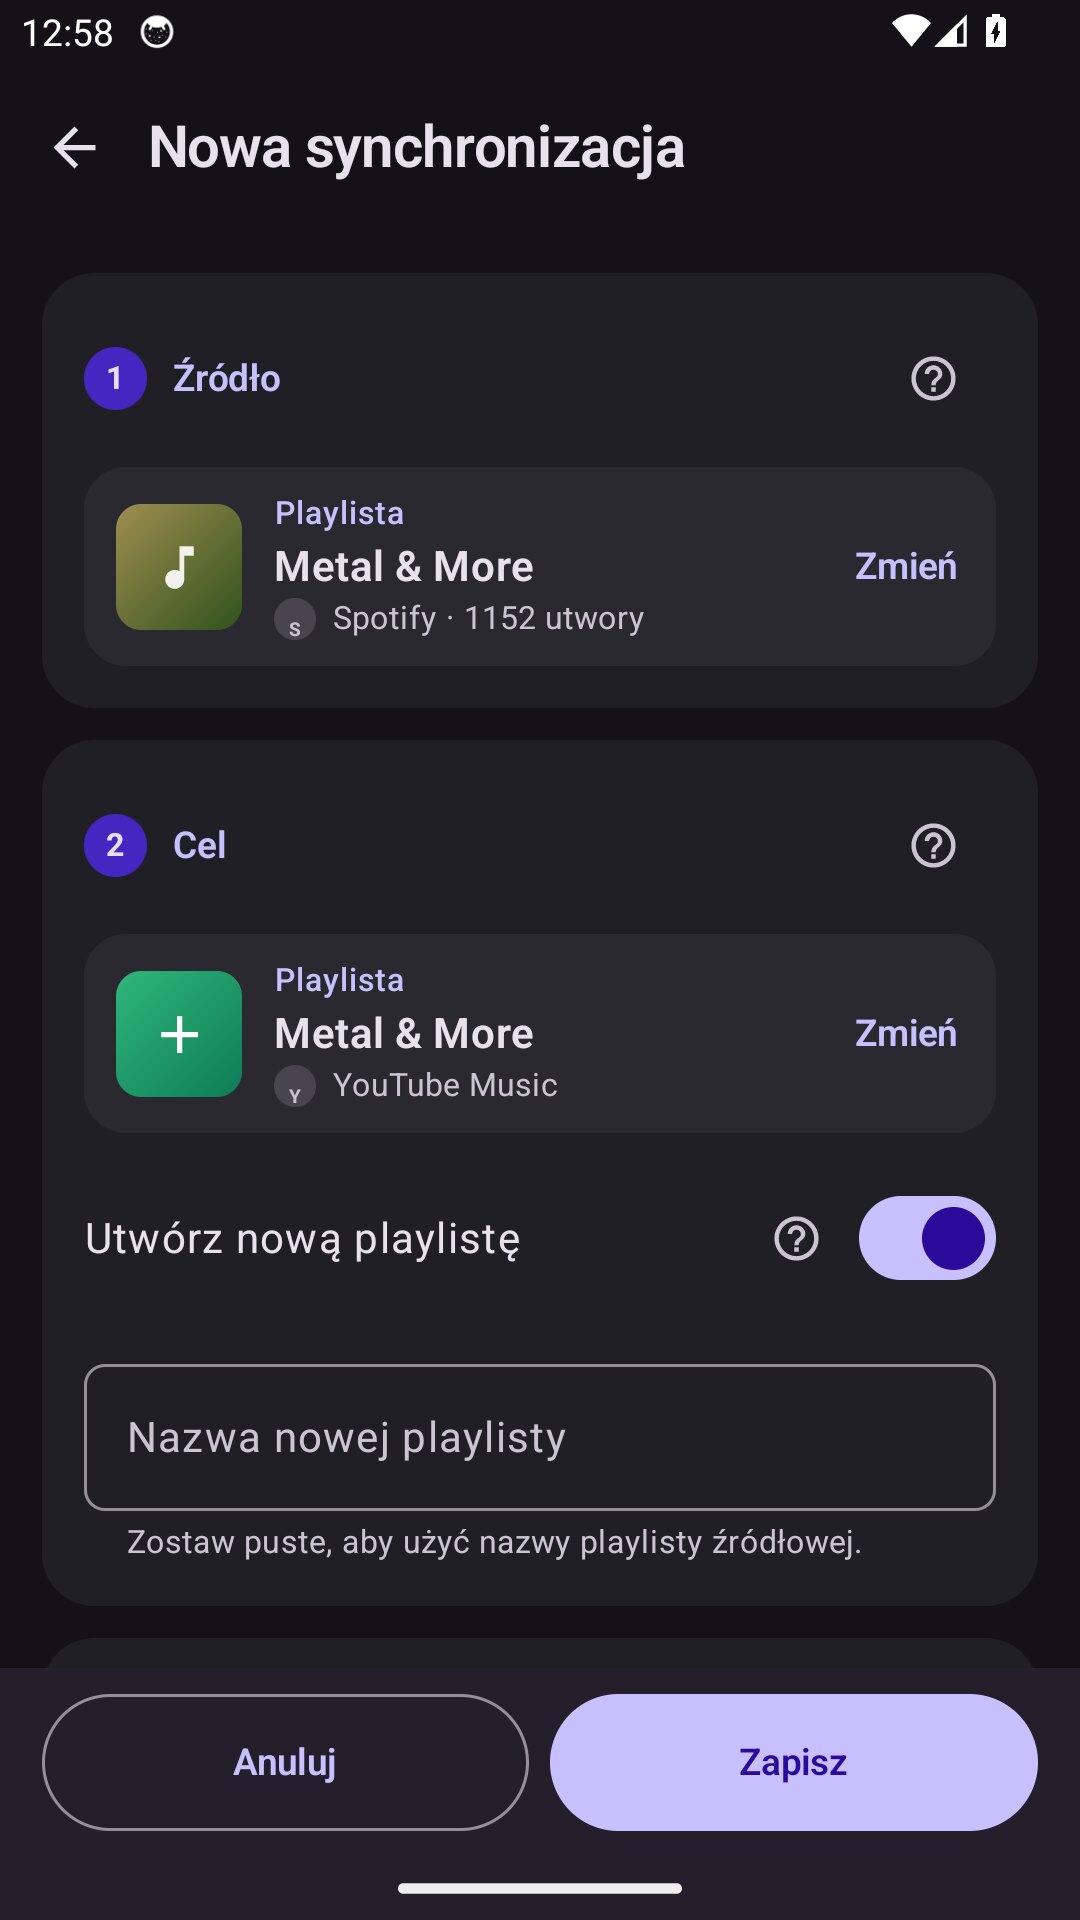 12:58
Nowa synchronizacja
1 Źródło
Playlista
Metal & More
Zmień
S Spotify · 1152 utwory
2 Cel
Playlista
Metal & More
Zmień
Y YouTube Music
Utwórz nową playlistę
Nazwa nowej playlisty
Zostaw puste, aby użyć nazwy playlisty źródłowej.
Anuluj
Zapisz